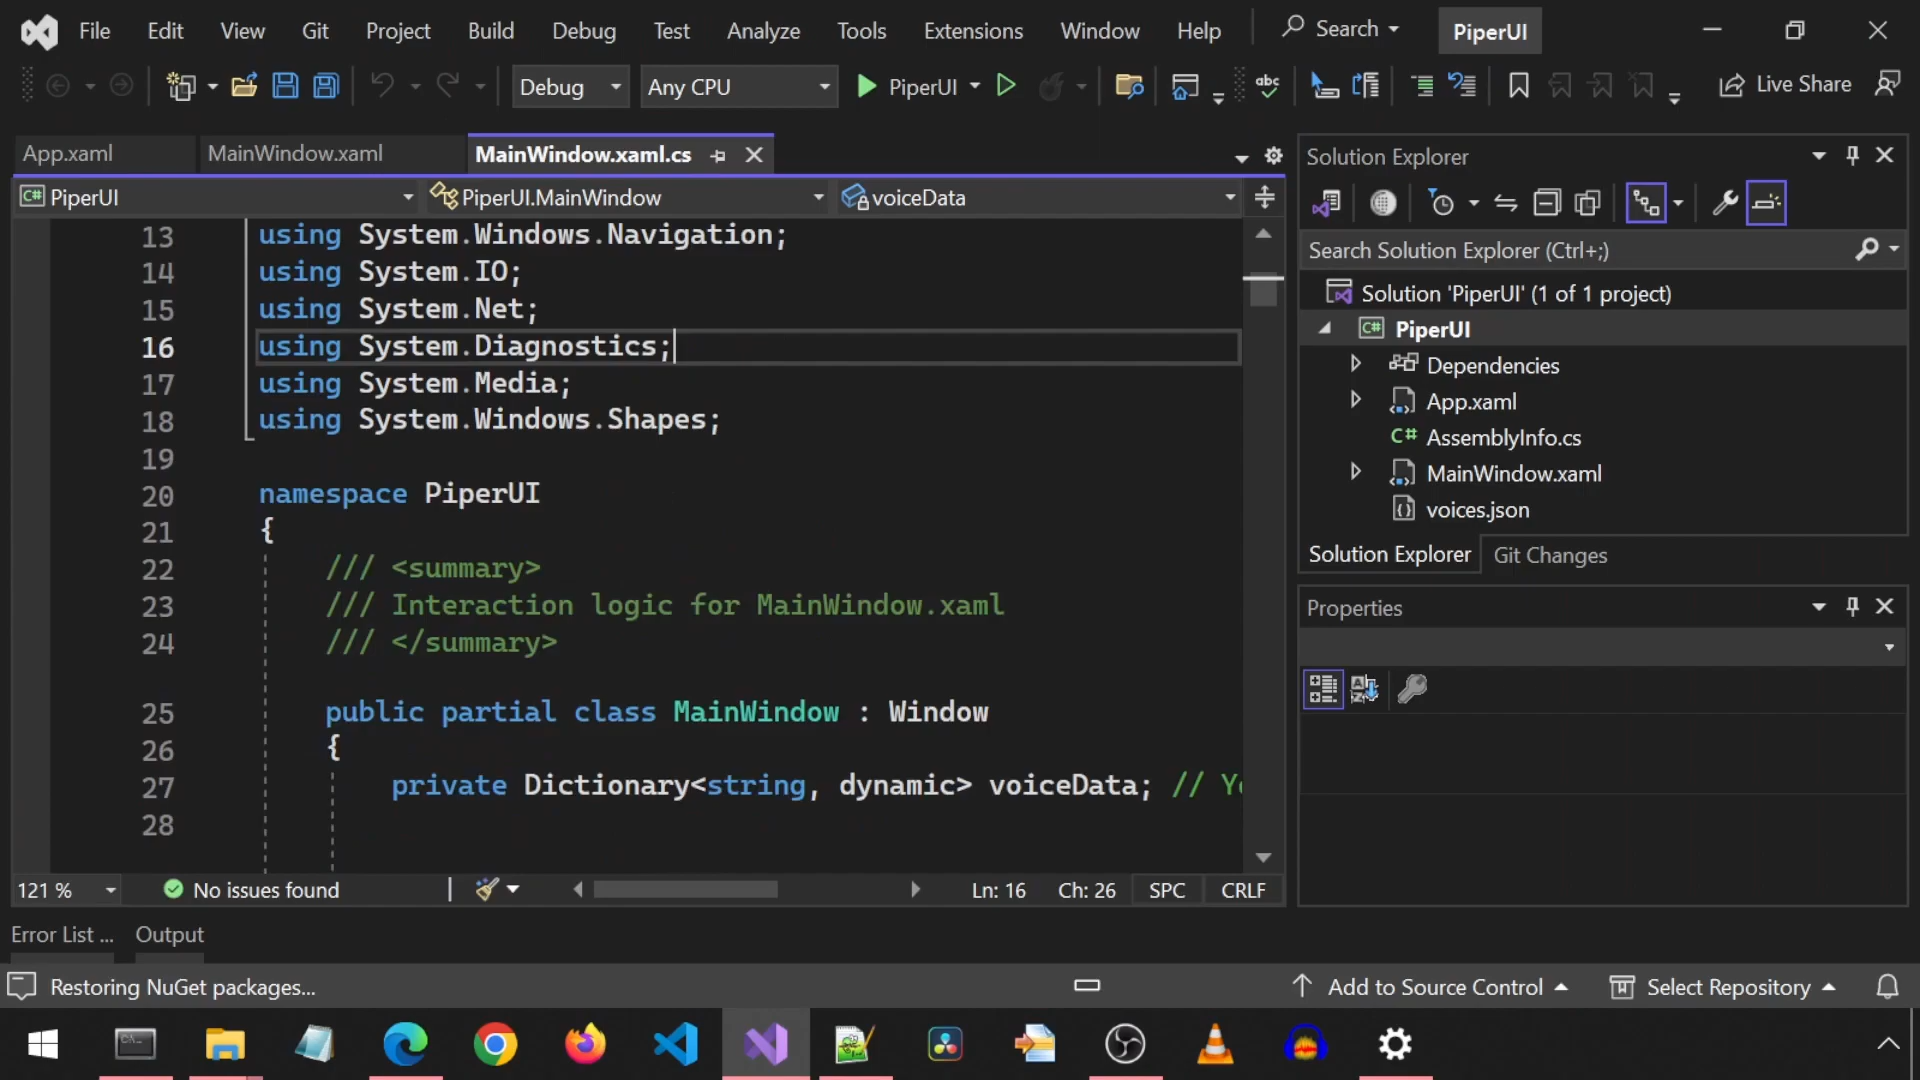 File Edit View Git Project Build Debug Test Analyze Tools Extensions Window Help Search PiperUI
Debug Any CPU PiperUI abc Live Share
App.xaml MainWindow.xaml MainWindow.xaml.cs
C# PiperUI PiperUI.MainWindow voiceData
13 using System.Windows.Navigation;
14 using System.IO;
15 using System.Net;
16 using System.Diagnostics;
17 using System.Media;
18 using System.Windows.Shapes;
19
20 namespace PiperUI
21 {
22 /// <summary>
23 /// Interaction logic for MainWindow.xaml
24 /// </summary>
25 public partial class MainWindow : Window
26 {
27 private Dictionary<string, dynamic> voiceData; //
28
121 % No issues found Ln: 16 Ch: 26 SPC CRLF
Solution Explorer
Search Solution Explorer (Ctrl+;)
Solution 'PiperUI' (1 of 1 project)
C# PiperUI
Dependencies
App.xaml
C# AssemblyInfo.cs
MainWindow.xaml
voices.json
Solution Explorer Git Changes
Properties
Error List ... Output
Restoring NuGet packages... Add to Source Control Select Repository